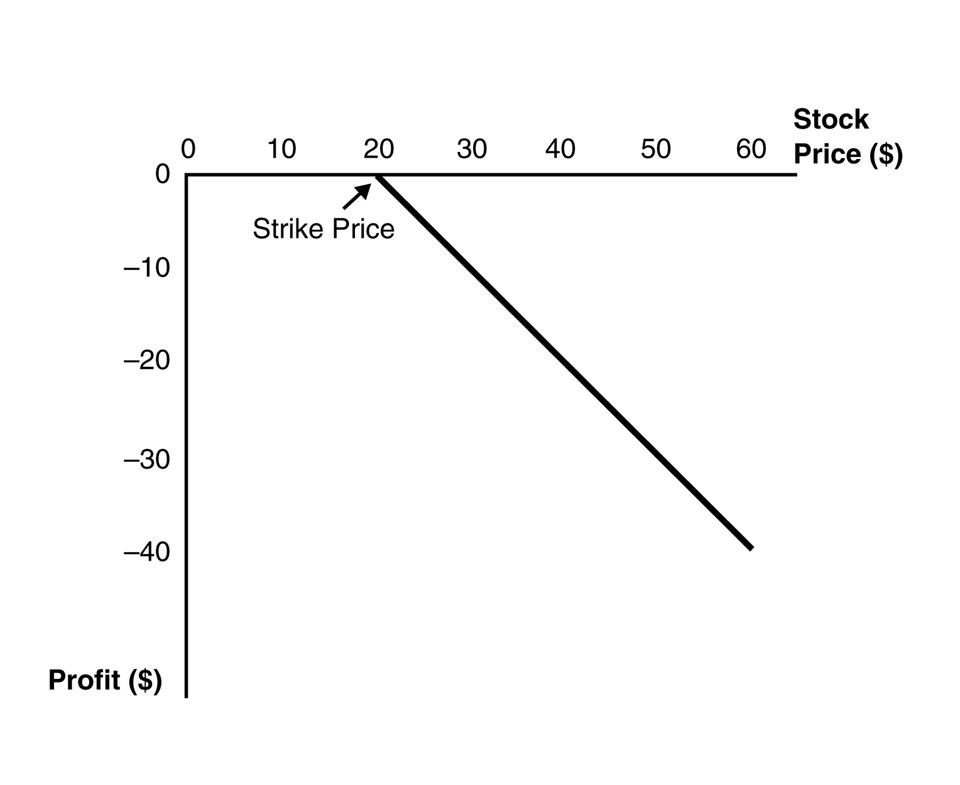 Stock
Price ($)
0 10 20 30 40 50 60
0
Strike Price
–10
–20
–30
–40
Profit ($)